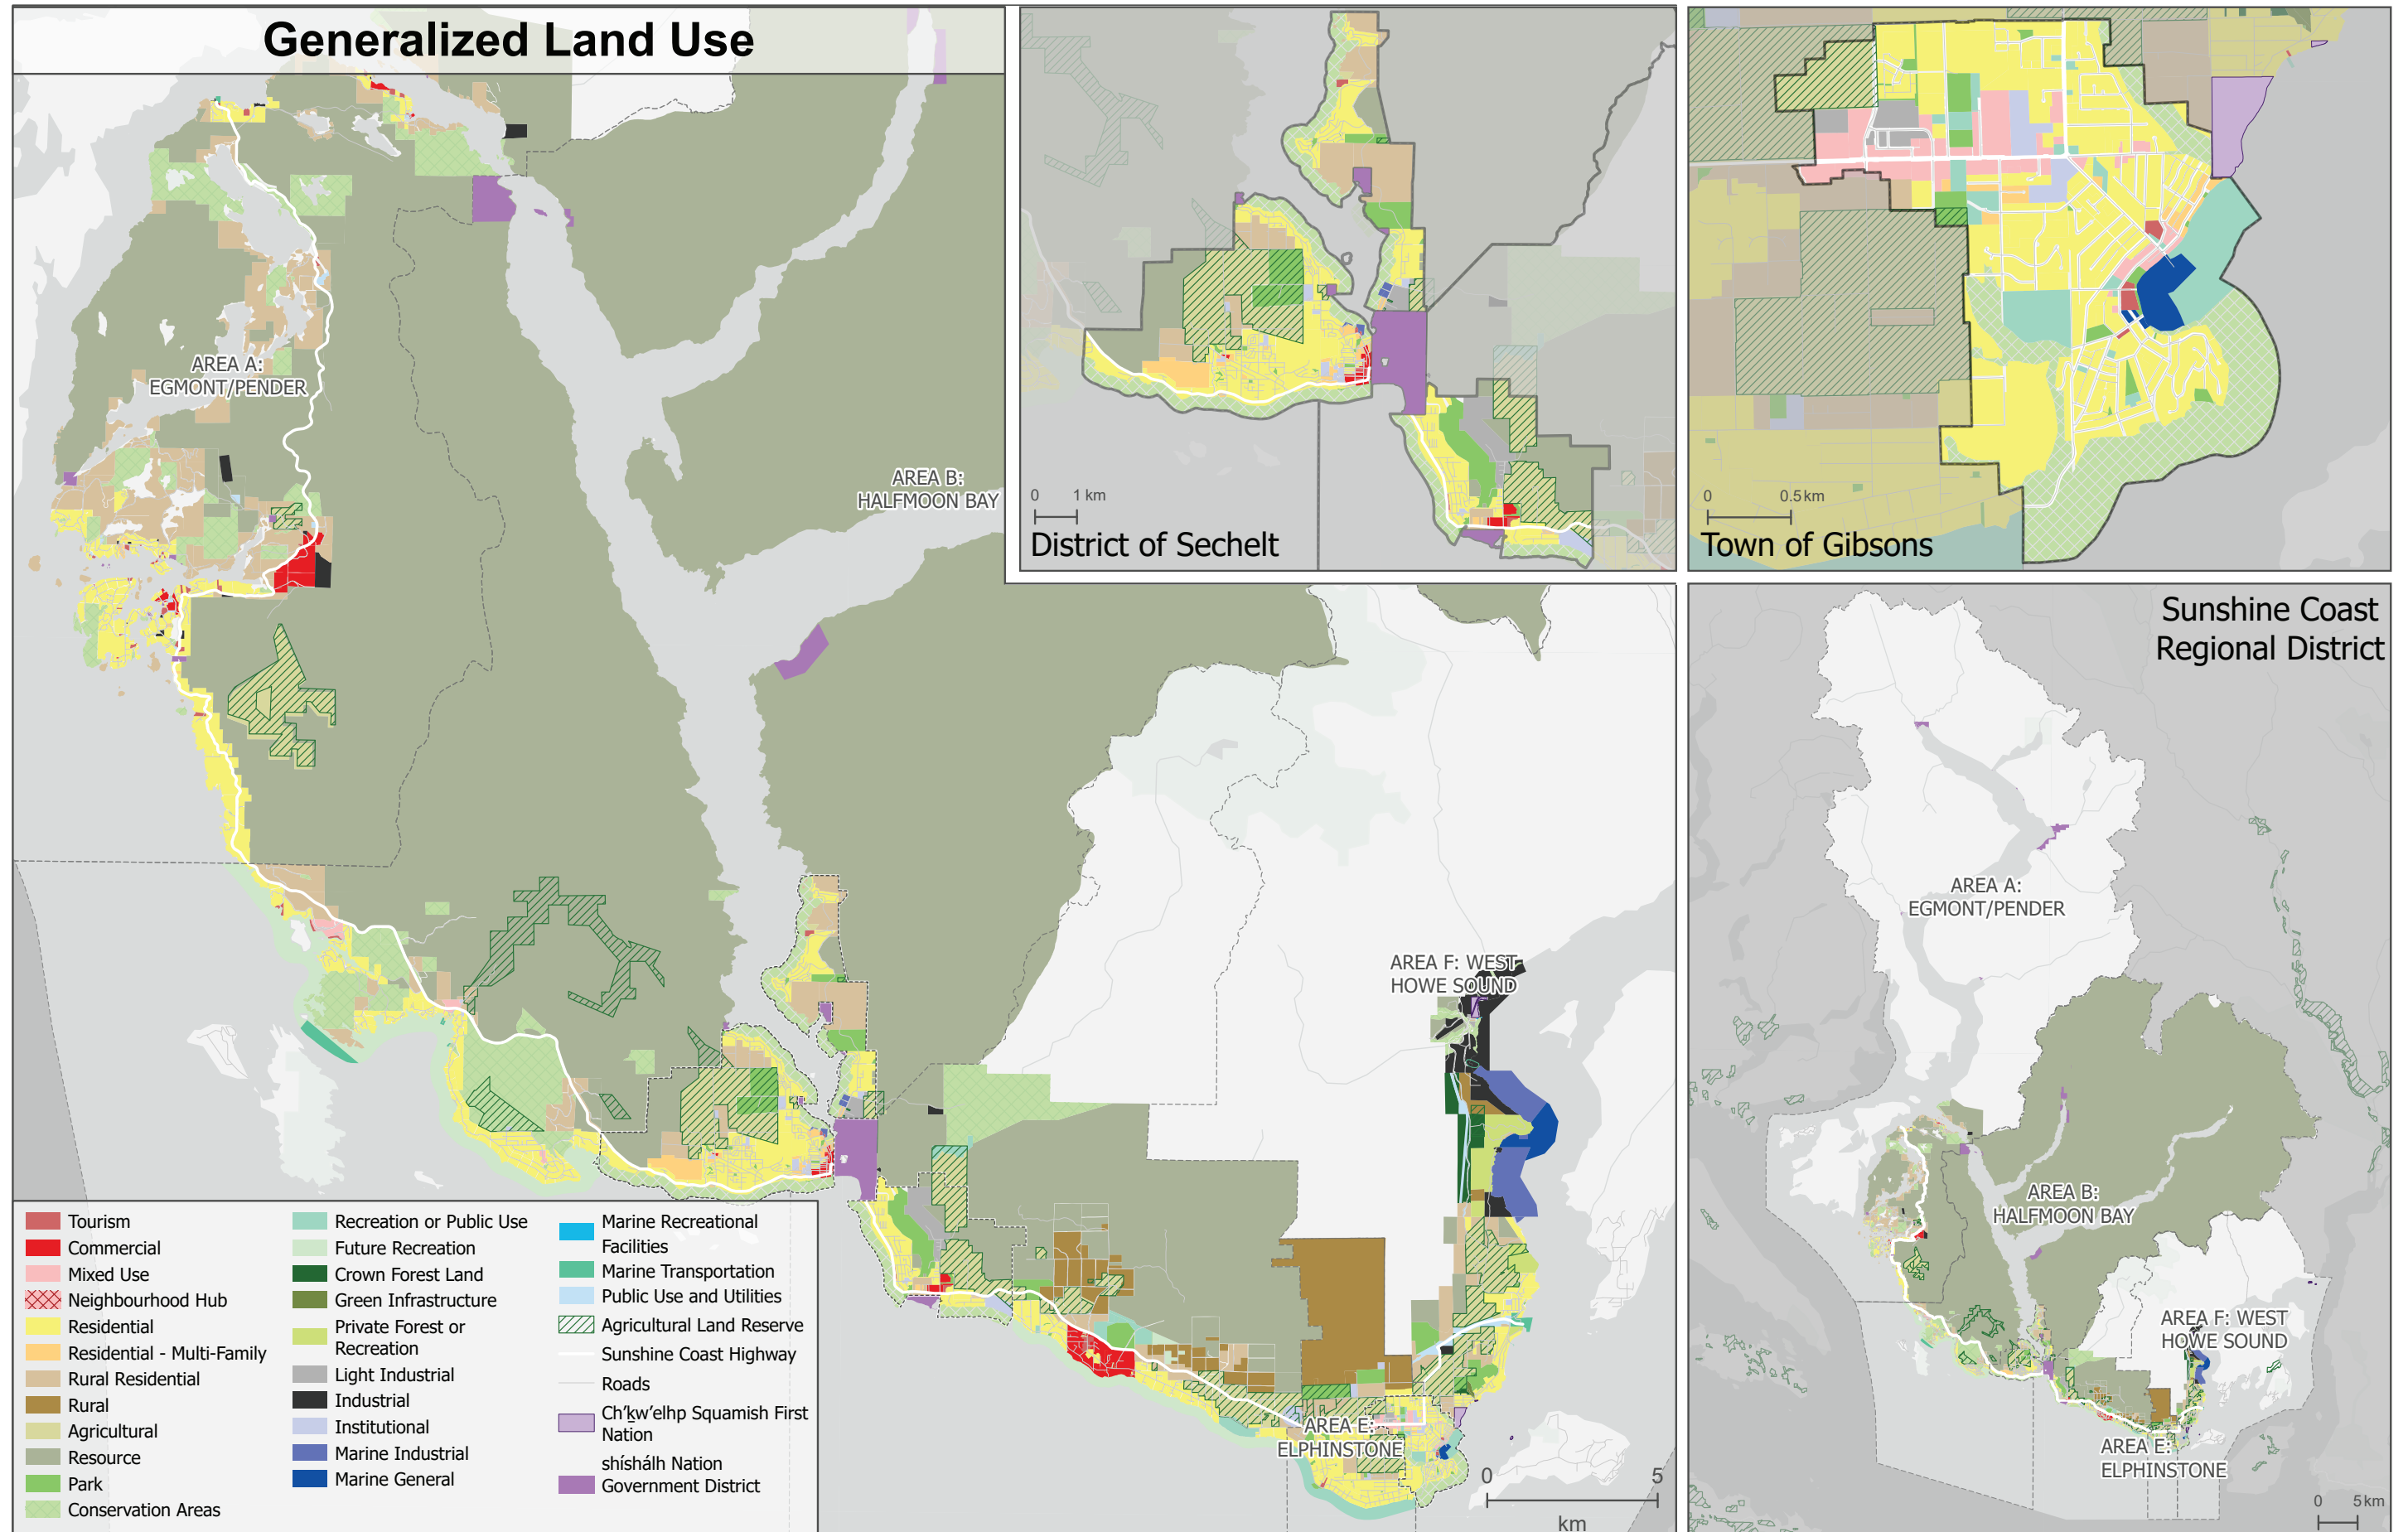 Generalized Land Use
AREA A:
EGMONT/PENDER
AREA B:
HALFMOON BAY
AREA F: WEST
HOWE SOUND
AREA E:
ELPHINSTONE
0 5
km
0 1 km
District of Sechelt
0 0.5 km
Town of Gibsons
Sunshine Coast
Regional District
AREA A:
EGMONT/PENDER
AREA B:
HALFMOON BAY
AREA F: WEST
HOWE SOUND
AREA E:
ELPHINSTONE
0 5 km
Tourism
Commercial
Mixed Use
Neighbourhood Hub
Residential
Residential - Multi-Family
Rural Residential
Rural
Agricultural
Resource
Park
Conservation Areas
Recreation or Public Use
Future Recreation
Crown Forest Land
Green Infrastructure
Private Forest or
Recreation
Light Industrial
Industrial
Institutional
Marine Industrial
Marine General
Marine Recreational
Facilities
Marine Transportation
Public Use and Utilities
Agricultural Land Reserve
Sunshine Coast Highway
Roads
Ch'ḵw'elhp Squamish First
Nation
shíshálh Nation
Government District